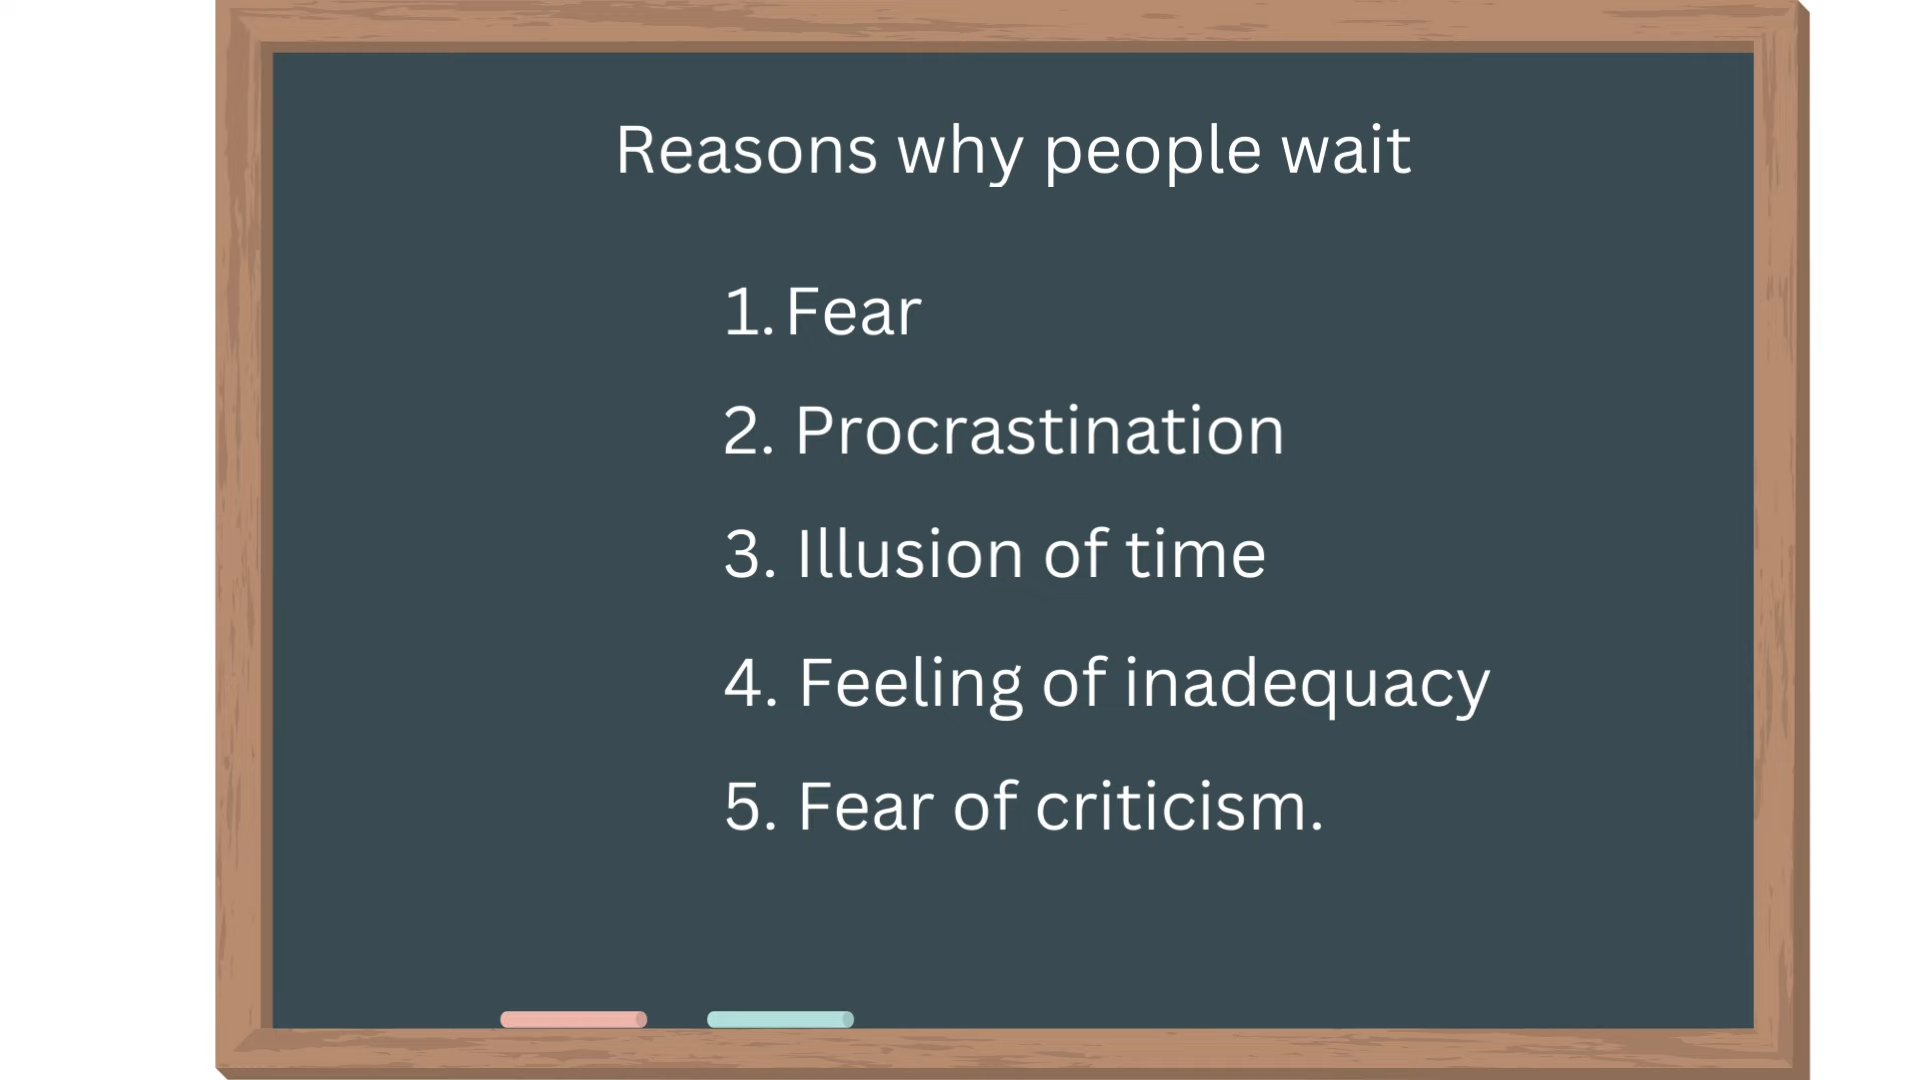 Reasons why people wait
1. Fear
2. Procrastination
3. Illusion of time
4. Feeling of inadequacy
5. Fear of criticism.